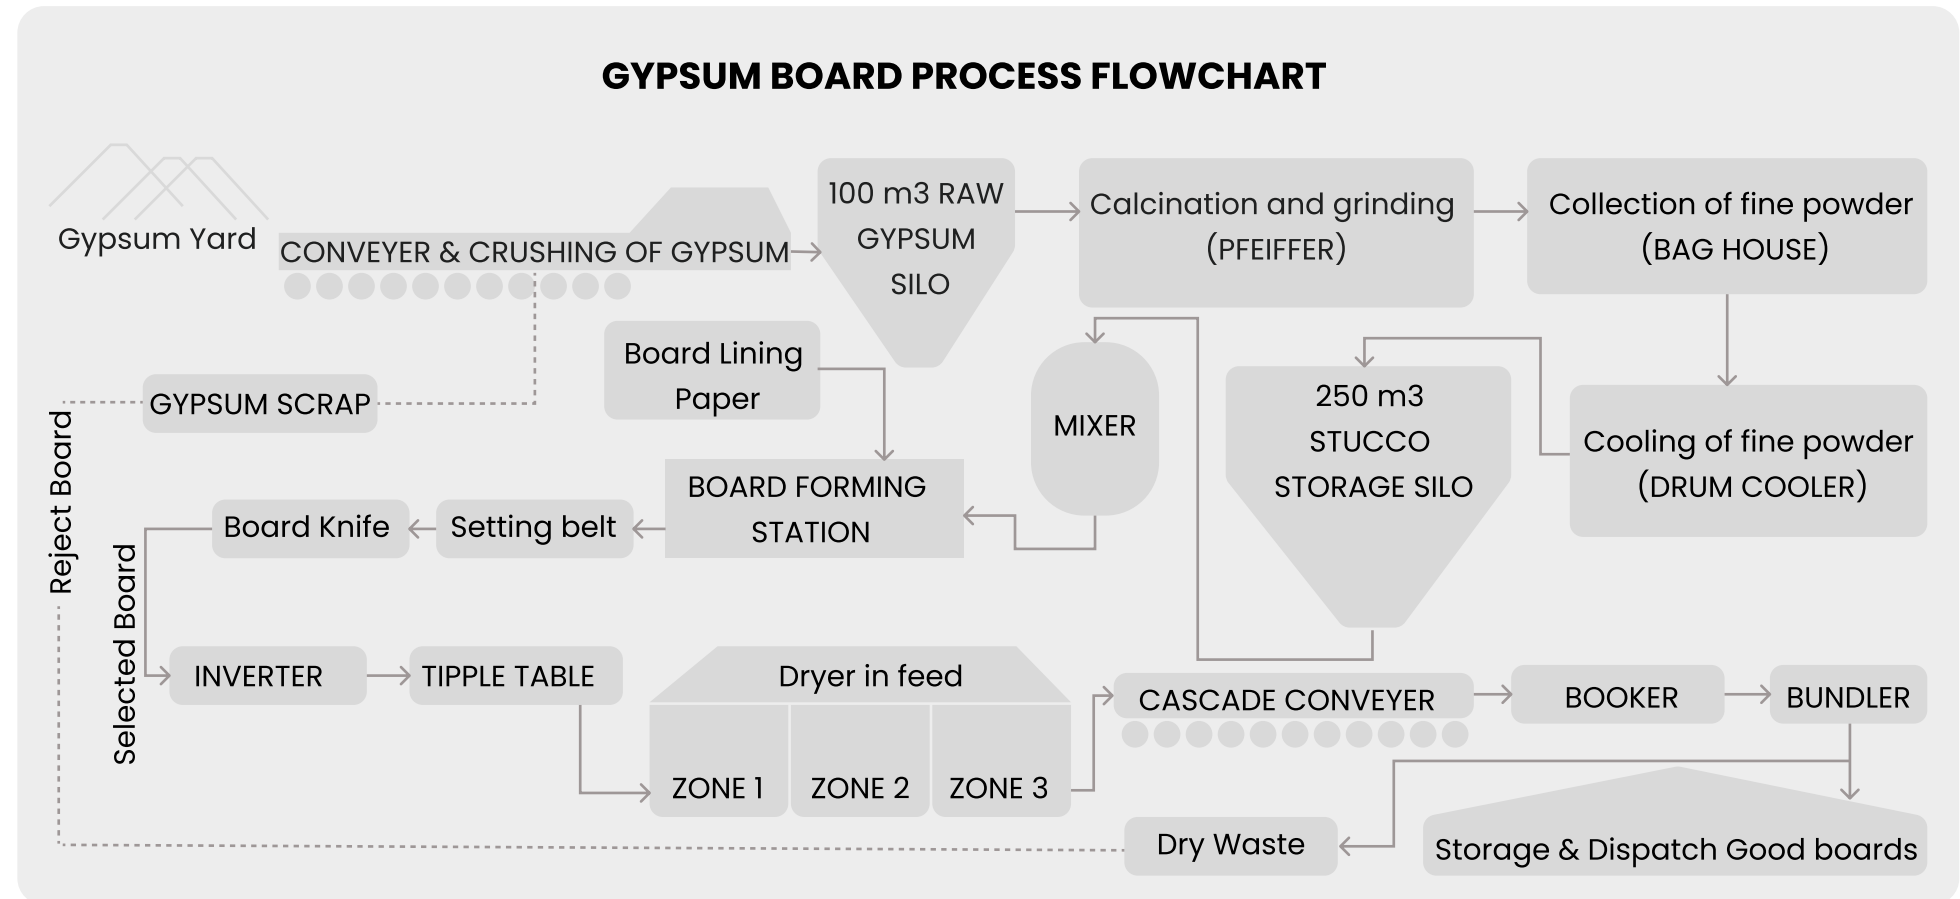 GYPSUM BOARD PROCESS FLOWCHART
Gypsum Yard
CONVEYER & CRUSHING OF GYPSUM
100 m3 RAW
GYPSUM
SILO
Calcination and grinding
(PFEIFFER)
Collection of fine powder
(BAG HOUSE)
Board Lining
Paper
GYPSUM SCRAP
MIXER
250 m3
STUCCO
STORAGE SILO
Cooling of fine powder
(DRUM COOLER)
Reject Board
BOARD FORMING
STATION
Setting belt
Board Knife
Selected Board
INVERTER
TIPPLE TABLE
Dryer in feed
ZONE 1
ZONE 2
ZONE 3
CASCADE CONVEYER
BOOKER
BUNDLER
Dry Waste
Storage & Dispatch Good boards